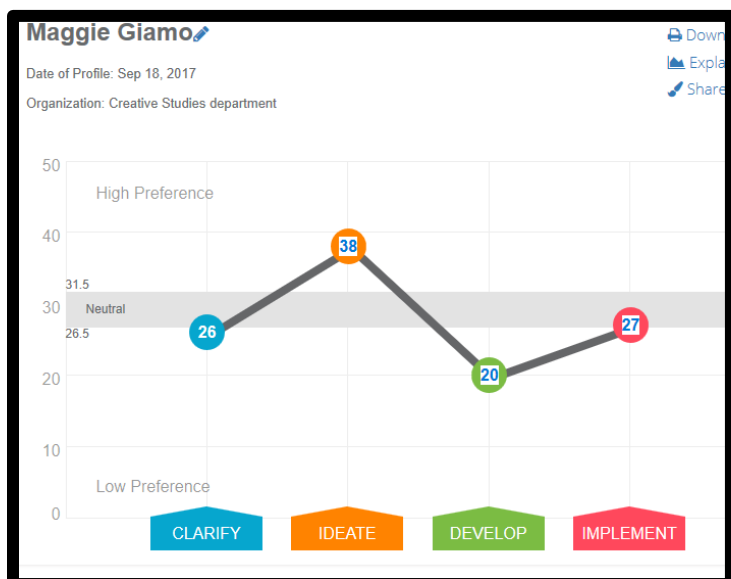 Maggie Giamo
Down
Date of Profile: Sep 18, 2017
Expla
Organization: Creative Studies department
Share
50
High Preference
40
38
31.5
30
Neutral
26.5
26
27
20
20
10
Low Preference
0
CLARIFY
IDEATE
DEVELOP
IMPLEMENT